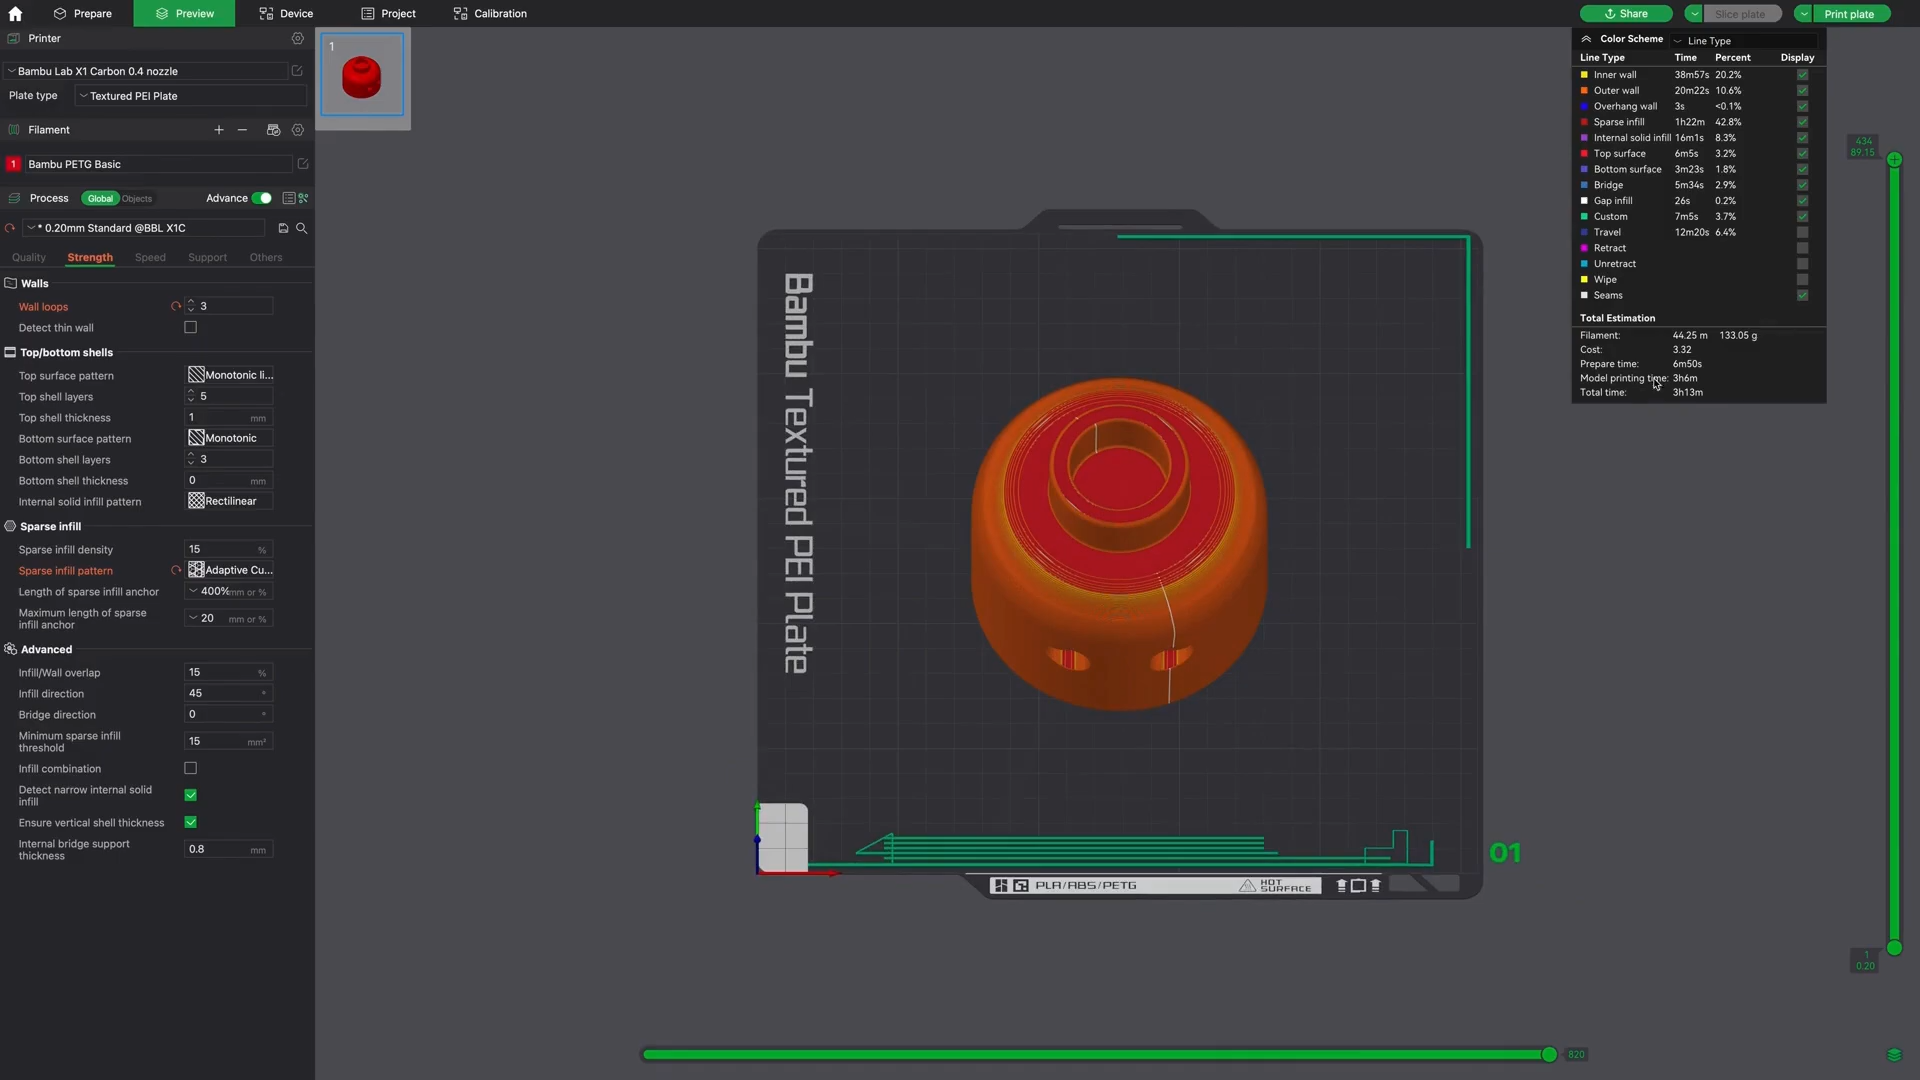 Prepare
Preview
Device
Project
Calibration
Share
Slice plate
Print plate
Printer
Bambu Lab X1 Carbon 0.4 nozzle
Plate type
Textured PEI Plate
Filament
1
Bambu PETG Basic
Process
Global
Objects
Advance
* 0.20mm Standard @BBL X1C
Quality
Strength
Speed
Support
Others
Walls
Wall loops 3
Detect thin wall
Top/bottom shells
Top surface pattern Monotonic li...
Top shell layers 5
Top shell thickness 1 mm
Bottom surface pattern Monotonic
Bottom shell layers 3
Bottom shell thickness 0 mm
Internal solid infill pattern Rectilinear
Sparse infill
Sparse infill density 15 %
Sparse infill pattern Adaptive Cu...
Length of sparse infill anchor 400% mm or %
Maximum length of sparse
infill anchor
20 mm or %
Advanced
Infill/Wall overlap 15 %
Infill direction 45 °
Bridge direction 0 °
Minimum sparse infill
threshold
15 mm²
Infill combination
Detect narrow internal solid
infill
Ensure vertical shell thickness
Internal bridge support
thickness
0.8 mm
1
Bambu Textured PEI Plate
PLA/ABS/PETG
HOT
SURFACE
01
Color Scheme Line Type
Line Type Time Percent Display
Inner wall 38m57s 20.2%
Outer wall 20m22s 10.6%
Overhang wall 3s <0.1%
Sparse infill 1h22m 42.8%
Internal solid infill 16m1s 8.3%
Top surface 6m5s 3.2%
Bottom surface 3m23s 1.8%
Bridge 5m34s 2.9%
Gap infill 26s 0.2%
Custom 7m5s 3.7%
Travel 12m20s 6.4%
Retract
Unretract
Wipe
Seams
Total Estimation
Filament: 44.25 m 133.05 g
Cost: 3.32
Prepare time: 6m50s
Model printing time: 3h6m
Total time: 3h13m
434
89.15
1
0.20
820